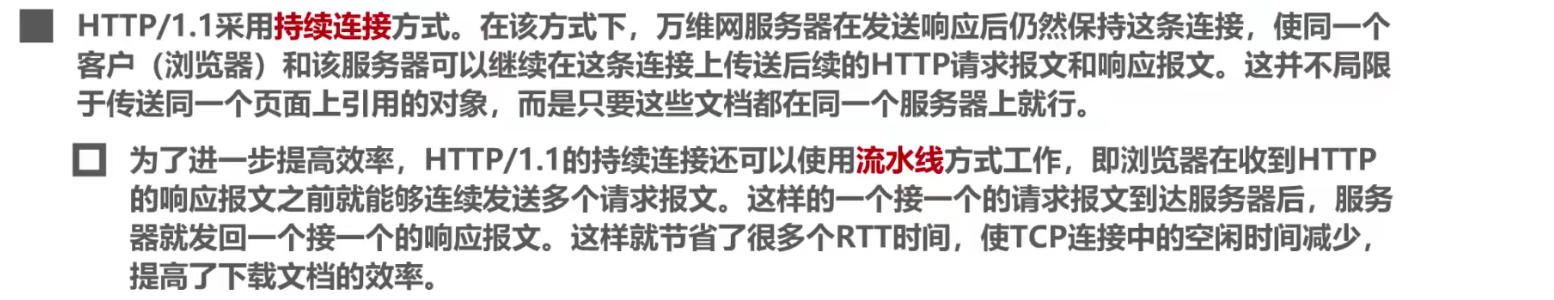 HTTP/1.1采用持续连接方式。在该方式下，万维网服务器在发送响应后仍然保持这条连接，使同一个
客户（浏览器）和该服务器可以继续在这条连接上传送后续的HTTP请求报文和响应报文。这并不局限
于传送同一个页面上引用的对象，而是只要这些文档都在同一个服务器上就行。
为了进一步提高效率，HTTP/1.1的持续连接还可以使用流水线方式工作，即浏览器在收到HTTP
的响应报文之前就能够连续发送多个请求报文。这样的一个接一个的请求报文到达服务器后，服务
器就发回一个接一个的响应报文。这样就节省了很多个RTT时间，使TCP连接中的空闲时间减少，
提高了下载文档的效率。